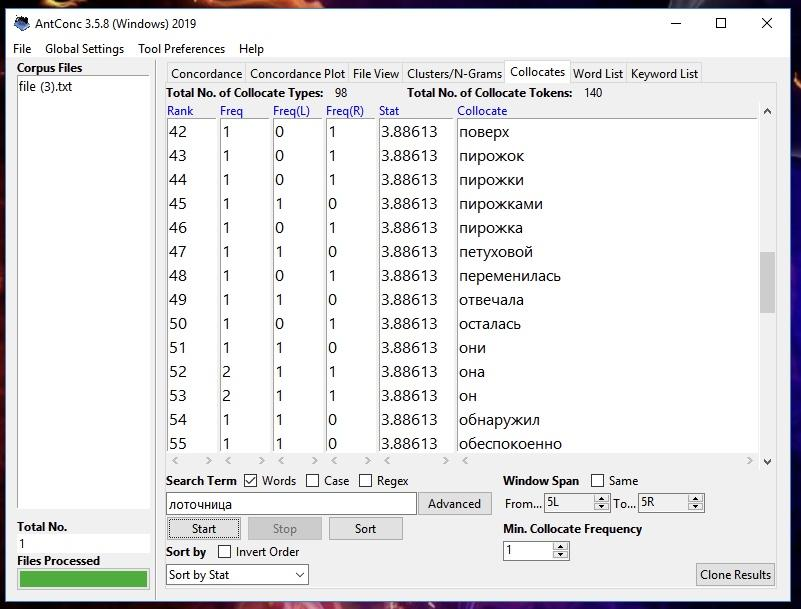 AntConc 3.5.8 (Windows) 2019
File Global Settings Tool Preferences Help
Corpus Files
file (3).txt
Concordance Concordance Plot File View Clusters/N-Grams Collocates Word List Keyword List
Total No. of Collocate Types: 98 Total No. of Collocate Tokens: 140
Rank Freq Freq(L) Freq(R) Stat Collocate
42 1 0 1 3.88613 поверх
43 1 0 1 3.88613 пирожок
44 1 0 1 3.88613 пирожки
45 1 1 0 3.88613 пирожками
46 1 0 1 3.88613 пирожка
47 1 1 0 3.88613 петуховой
48 1 0 1 3.88613 переменилась
49 1 1 0 3.88613 отвечала
50 1 0 1 3.88613 осталась
51 1 1 0 3.88613 они
52 2 1 1 3.88613 она
53 2 1 1 3.88613 он
54 1 1 0 3.88613 обнаружил
55 1 1 0 3.88613 обеспокоенно
Search Term Words Case Regex Window Span Same
лоточница Advanced From... 5L To... 5R
Start Stop Sort Min. Collocate Frequency
Total No.
1
Sort by Invert Order 1
Files Processed
Sort by Stat Clone Results